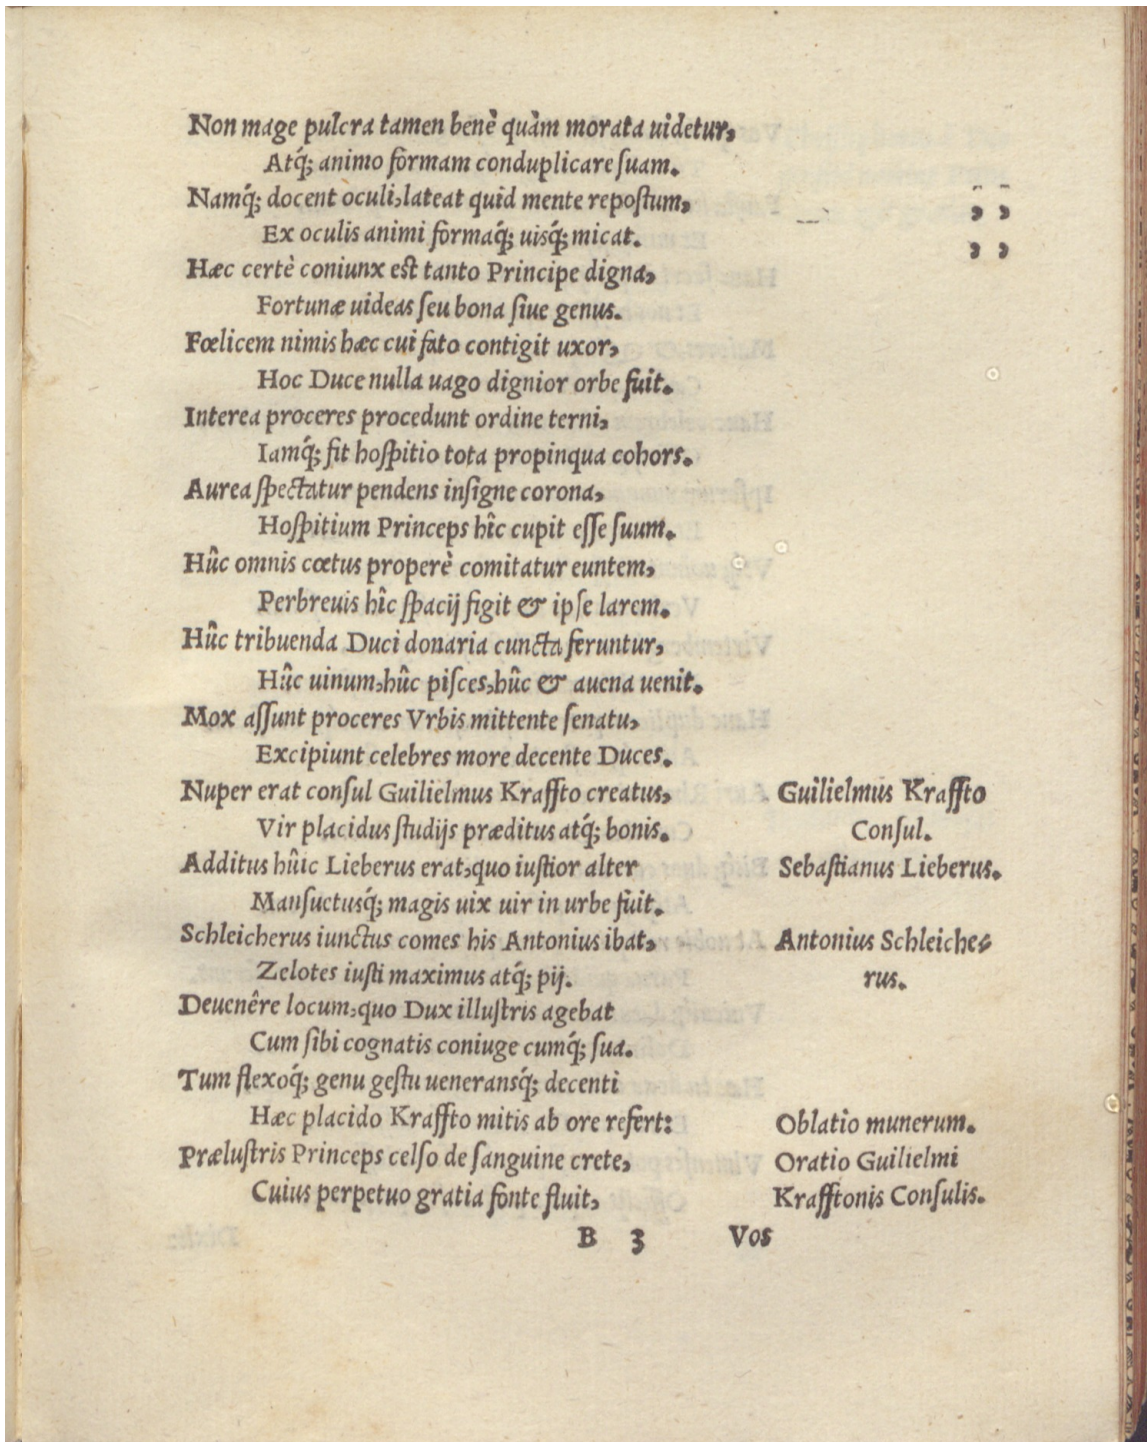 Non mage pulcra tamen benè quàm morata uidetur,
Atq́; animo formam conduplicare ſuam.
Namq́; docent oculi, lateat quid mente repoſtum,
Ex oculis animi formaq́; uisq́; micat.
Hæc certè coniunx est tanto Principe digna,
Fortunæ uideas ſeu bona ſiue genus.
Fœlicem nimis hæc cui fato contigit uxor,
Hoc Duce nulla uago dignior orbe fuit.
Interea proceres procedunt ordine terni,
Iamq́; fit hoſpitio tota propinqua cohors.
Aurea ſpectatur pendens inſigne corona,
Hoſpitium Princeps hîc cupit eſſe ſuum.
Hûc omnis cœtus properè comitatur euntem,
Perbreuis hîc ſpacij figit & ipſe larem.
Hûc tribuenda Duci donaria cuncta feruntur,
Hûc uinum, hûc piſces, hûc & auena uenit.
Mox aſſunt proceres Vrbis mittente ſenatu,
Excipiunt celebres more decente Duces.
Nuper erat conſul Guilielmus Kraffto creatus, Guilielmus Kraffto
Vir placidus ſtudijs præditus atq́; bonis. Conſul.
Additus hûic Lieberus erat, quo iuſtior alter Sebaſtianus Lieberus.
Manſuetusq́; magis uix uir in urbe fuit.
Schleicherus iunctus comes his Antonius ibat, Antonius Schleiche-
Zelotes iuſti maximus atq́; pij. rus.
Deuenêre locum, quo Dux illuſtris agebat
Cum ſibi cognatis coniuge cumq́; ſua.
Tum flexoq́; genu geſtu ueneransq́; decenti
Hæc placido Kraffto mitis ab ore refert: Oblatio munerum.
Præluſtris Princeps celſo de ſanguine crete, Oratio Guilielmi
Cuius perpetuo gratia fonte fluit, Krafftonis Conſulis.
B 3 Vos